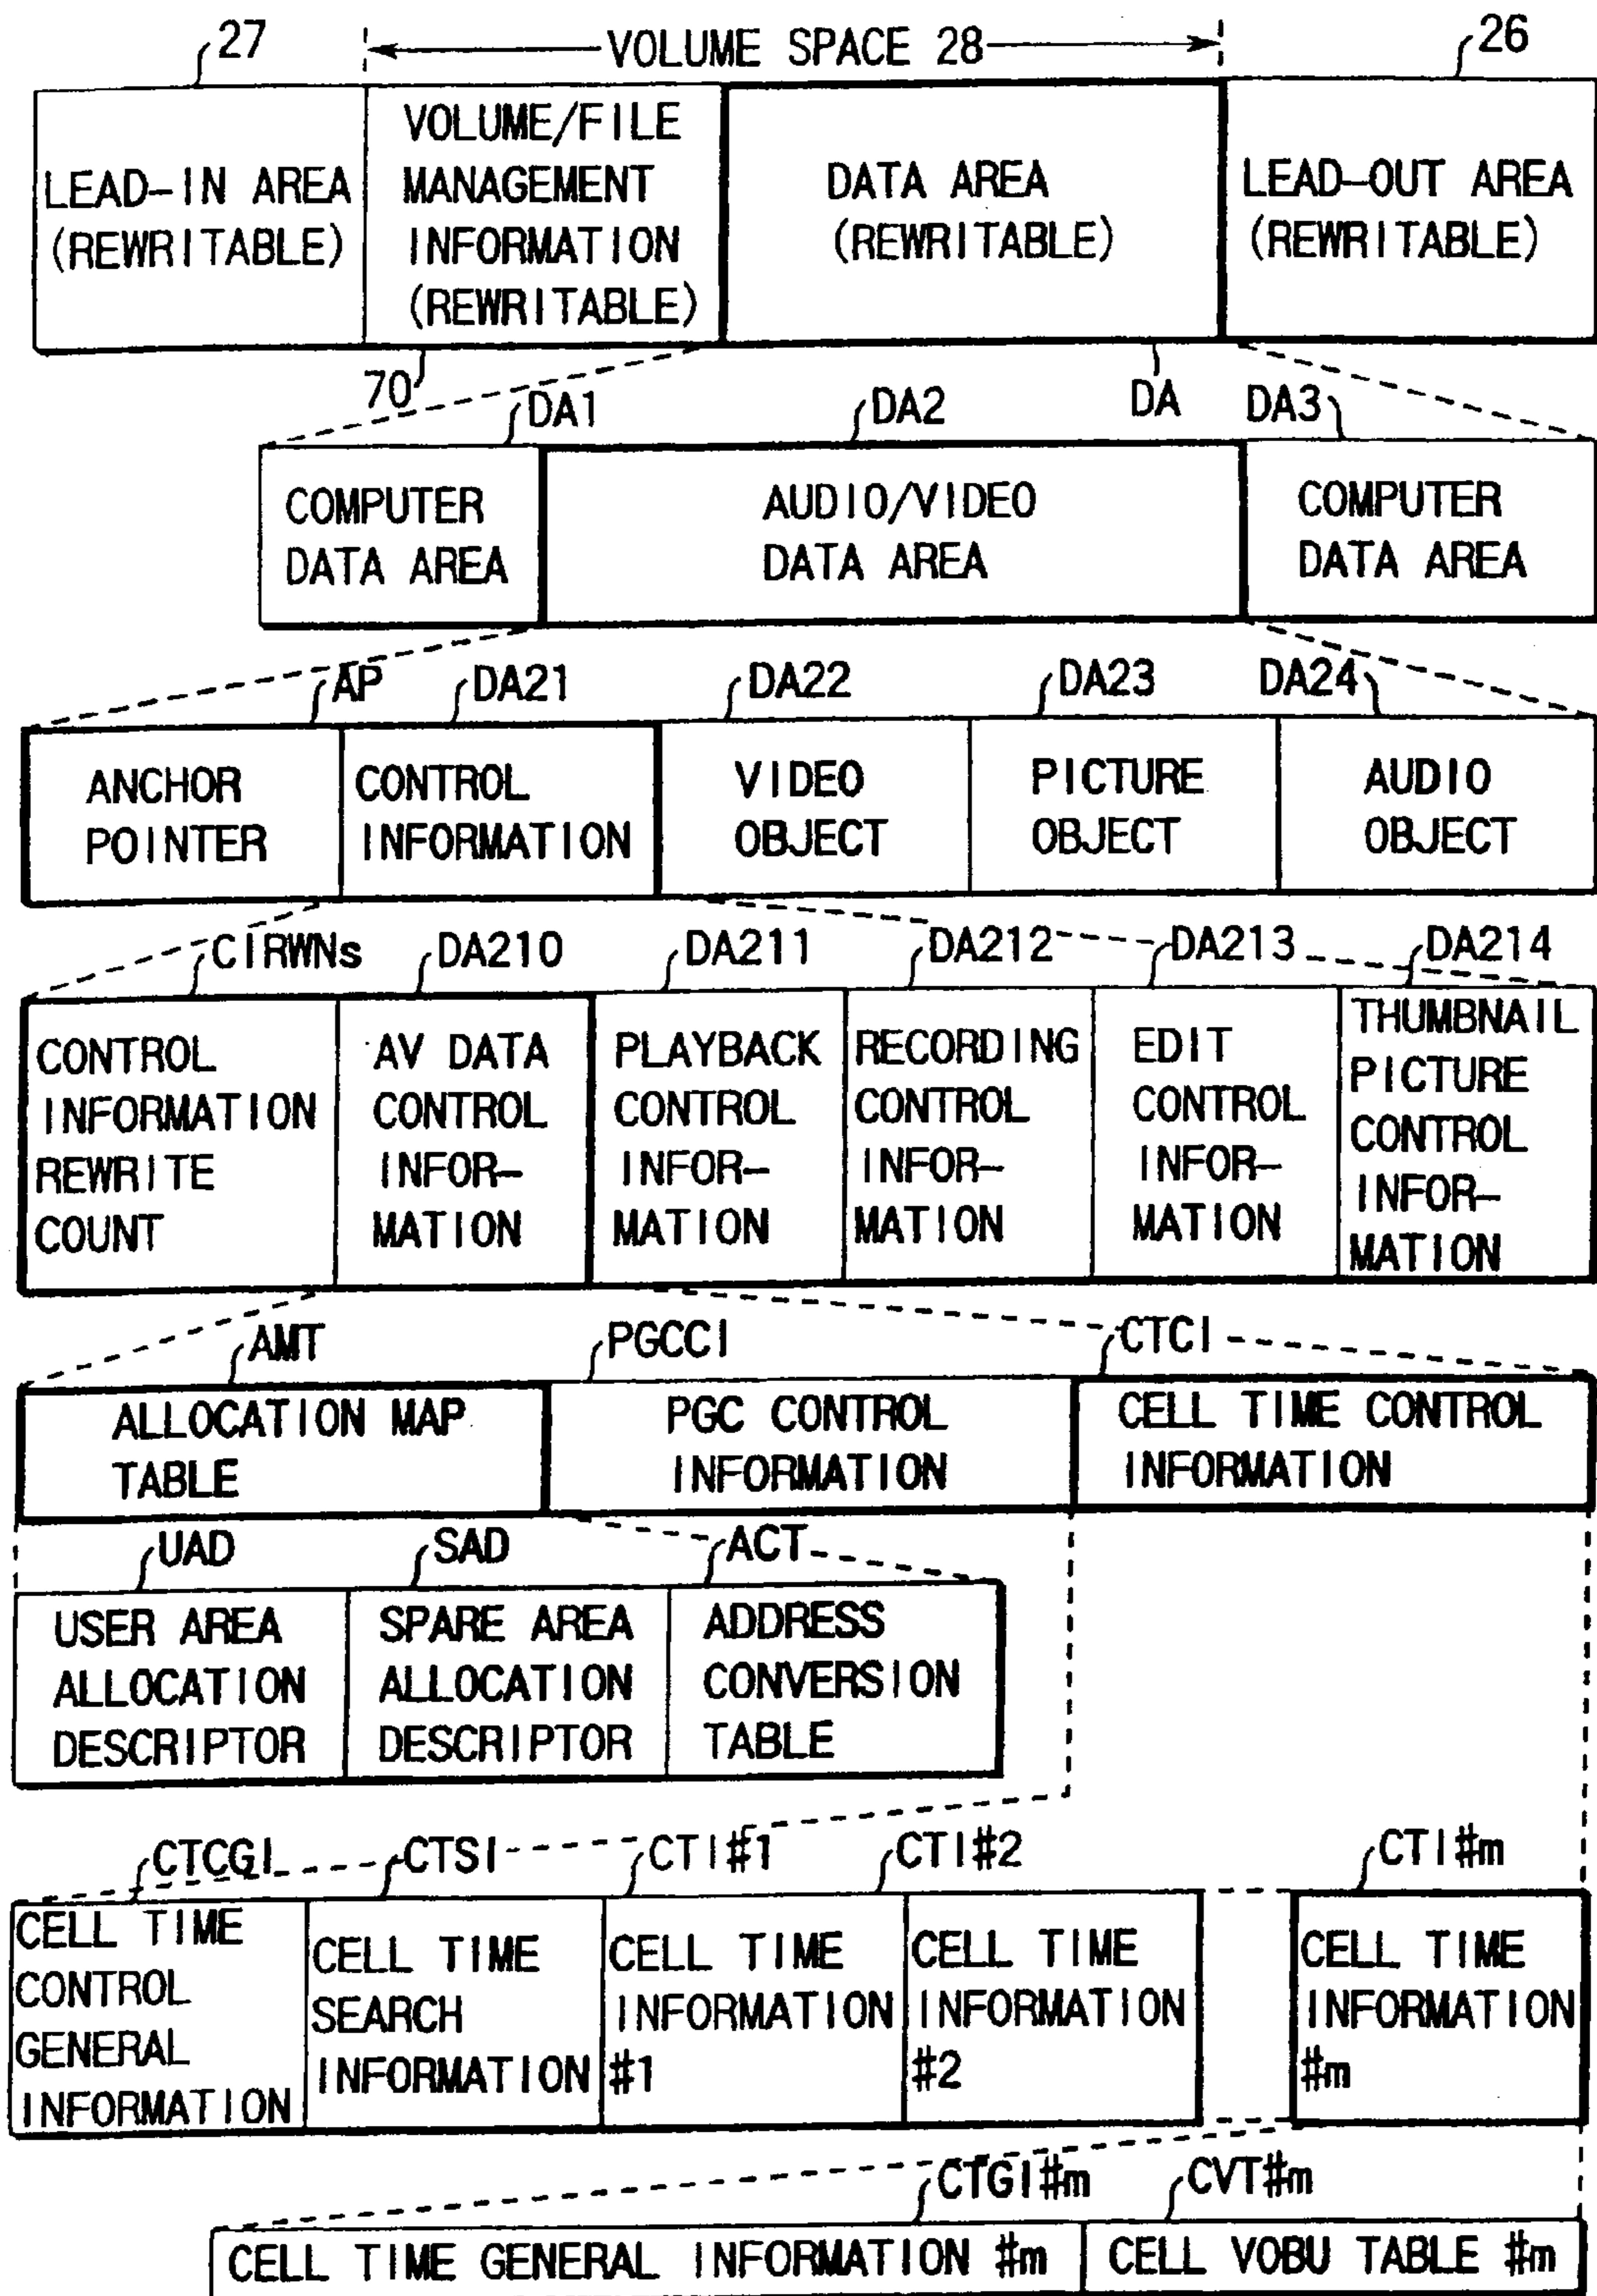 27
VOLUME SPACE 28
26
LEAD-IN AREA
(REWRITABLE)
VOLUME/FILE
MANAGEMENT
INFORMATION
(REWRITABLE)
DATA AREA
(REWRITABLE)
LEAD-OUT AREA
(REWRITABLE)
70
DA1
DA2
DA
DA3
COMPUTER
DATA AREA
AUDIO/VIDEO
DATA AREA
COMPUTER
DATA AREA
AP
DA21
DA22
DA23
DA24
ANCHOR
POINTER
CONTROL
INFORMATION
VIDEO
OBJECT
PICTURE
OBJECT
AUDIO
OBJECT
CIRWNs
DA210
DA211
DA212
DA213
DA214
CONTROL
INFORMATION
REWRITE
COUNT
AV DATA
CONTROL
INFOR-
MATION
PLAYBACK
CONTROL
INFOR-
MATION
RECORDING
CONTROL
INFOR-
MATION
EDIT
CONTROL
INFOR-
MATION
THUMBNAIL
PICTURE
CONTROL
INFOR-
MATION
AMT
PGCCI
CTCI
ALLOCATION MAP
TABLE
PGC CONTROL
INFORMATION
CELL TIME CONTROL
INFORMATION
UAD
SAD
ACT
USER AREA
ALLOCATION
DESCRIPTOR
SPARE AREA
ALLOCATION
DESCRIPTOR
ADDRESS
CONVERSION
TABLE
CTCGI
CTSI
CTI#1
CTI#2
CTI#m
CELL TIME
CONTROL
GENERAL
INFORMATION
CELL TIME
SEARCH
INFORMATION
CELL TIME
INFORMATION
#1
CELL TIME
INFORMATION
#2
CELL TIME
INFORMATION
#m
CTGI#m
CVT#m
CELL TIME GENERAL INFORMATION #m
CELL VOBU TABLE #m